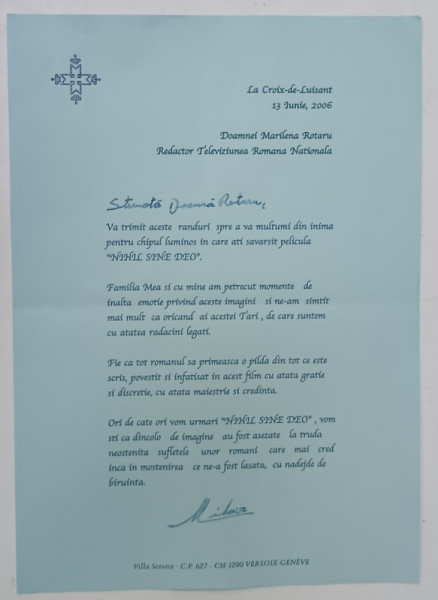 La Croix-de-Luisant
13 Iunie, 2006
Doamnei Marilena Rotaru
Redactor Televiziunea Romana Nationala
Stimată Doamnă Rotaru,
Va trimit aceste randuri spre a va multumi din inima
pentru chipul luminos in care ati savarsit pelicula
"NIHIL SINE DEO".
Familia Mea si cu mine am petrecut momente de
inalta emotie privind aceste imagini si ne-am simtit
mai mult ca oricand ai acestei Tari , de care suntem
cu atatea radacini legati.
Fie ca tot romanul sa primeasca o pilda din tot ce este
scris, povestit si infatisat in acest film cu atata gratie
si discretie, cu atata maiestrie si credinta.
Ori de cate ori vom urmari "NIHIL SINE DEO" , vom
sti ca dincolo de imagine au fost asezate la truda
neostenita sufletele unor romani care mai cred
inca in mostenirea ce ne-a fost lasata, cu nadejde de
biruinta.
Villa Serena - C.P. 627 - CH-1290 VERSOIX GENÈVE